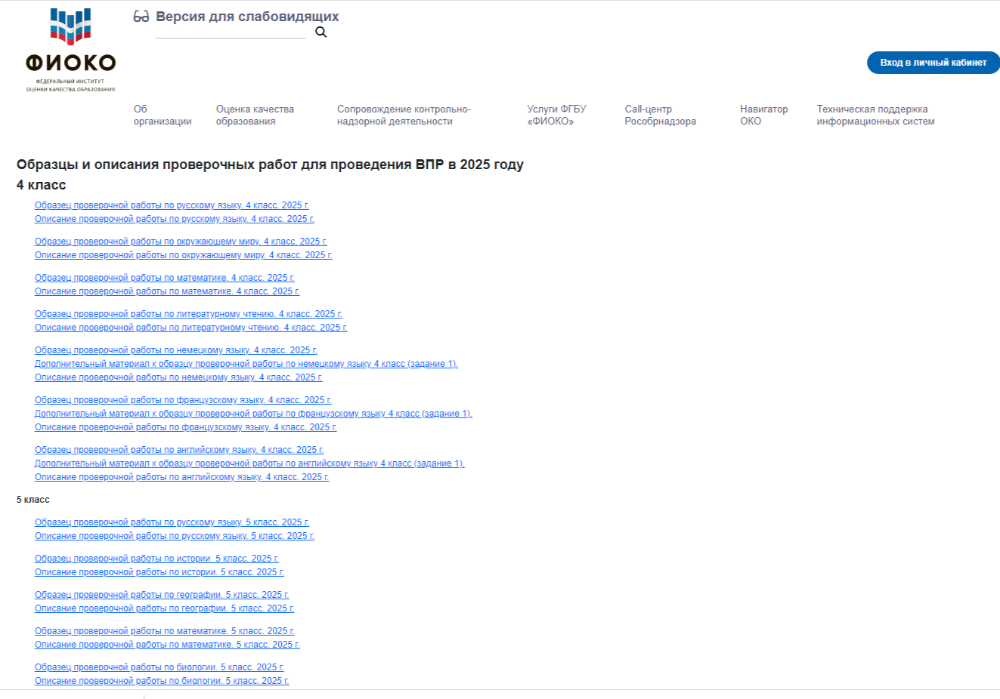 Версия для слабовидящих
ФИОКО
ФЕДЕРАЛЬНЫЙ ИНСТИТУТ
ОЦЕНКИ КАЧЕСТВА ОБРАЗОВАНИЯ
Вход в личный кабинет
Об
организации
Оценка качества
образования
Сопровождение контрольно-
надзорной деятельности
Услуги ФГБУ
«ФИОКО»
Call-центр
Рособрнадзора
Навигатор
ОКО
Техническая поддержка
информационных систем
Образцы и описания проверочных работ для проведения ВПР в 2025 году
4 класс
Образец проверочной работы по русскому языку. 4 класс. 2025 г.
Описание проверочной работы по русскому языку. 4 класс. 2025 г.
Образец проверочной работы по окружающему миру. 4 класс. 2025 г.
Описание проверочной работы по окружающему миру. 4 класс. 2025 г.
Образец проверочной работы по математике. 4 класс. 2025 г.
Описание проверочной работы по математике. 4 класс. 2025 г.
Образец проверочной работы по литературному чтению. 4 класс. 2025 г.
Описание проверочной работы по литературному чтению. 4 класс. 2025 г.
Образец проверочной работы по немецкому языку. 4 класс. 2025 г.
Дополнительный материал к образцу проверочной работы по немецкому языку 4 класс (задание 1).
Описание проверочной работы по немецкому языку. 4 класс. 2025 г.
Образец проверочной работы по французскому языку. 4 класс. 2025 г.
Дополнительный материал к образцу проверочной работы по французскому языку 4 класс (задание 1).
Описание проверочной работы по французскому языку. 4 класс. 2025 г.
Образец проверочной работы по английскому языку. 4 класс. 2025 г.
Дополнительный материал к образцу проверочной работы по английскому языку 4 класс (задание 1).
Описание проверочной работы по английскому языку. 4 класс. 2025 г.
5 класс
Образец проверочной работы по русскому языку. 5 класс. 2025 г.
Описание проверочной работы по русскому языку. 5 класс. 2025 г.
Образец проверочной работы по истории. 5 класс. 2025 г.
Описание проверочной работы по истории. 5 класс. 2025 г.
Образец проверочной работы по географии. 5 класс. 2025 г.
Описание проверочной работы по географии. 5 класс. 2025 г.
Образец проверочной работы по математике. 5 класс. 2025 г.
Описание проверочной работы по математике. 5 класс. 2025 г.
Образец проверочной работы по биологии. 5 класс. 2025 г.
Описание проверочной работы по биологии. 5 класс. 2025 г.